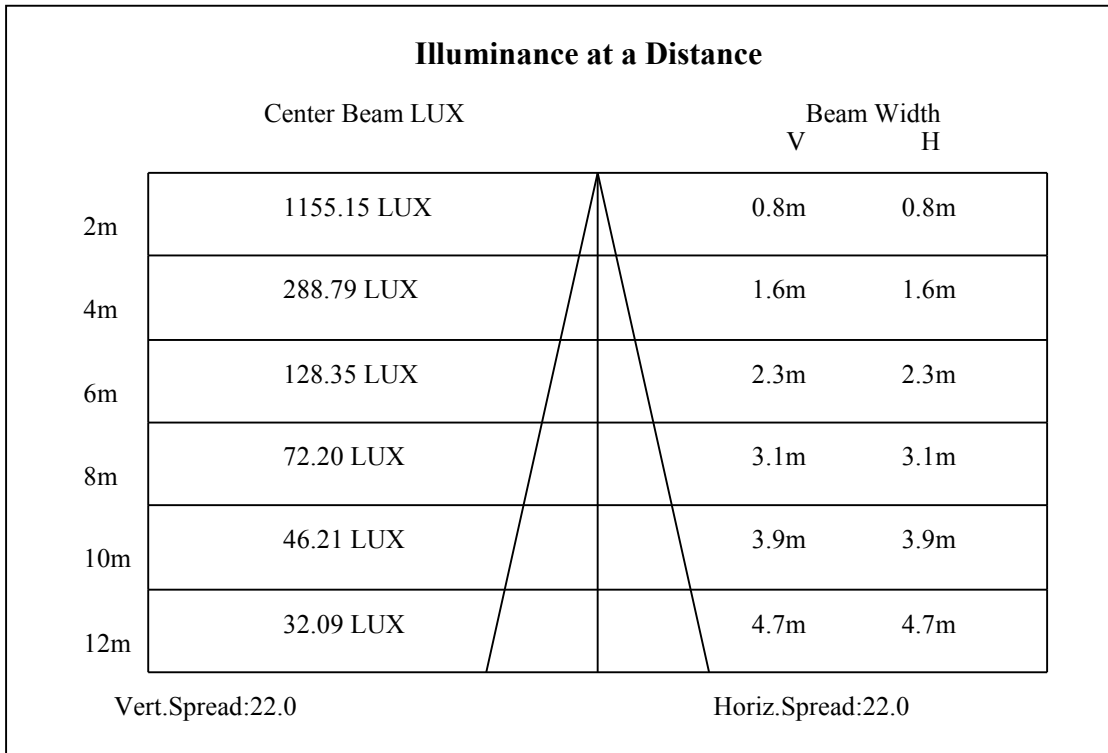 Illuminance at a Distance
Center Beam LUX Beam Width
V H
2m 1155.15 LUX 0.8m 0.8m
4m 288.79 LUX 1.6m 1.6m
6m 128.35 LUX 2.3m 2.3m
8m 72.20 LUX 3.1m 3.1m
10m 46.21 LUX 3.9m 3.9m
12m 32.09 LUX 4.7m 4.7m
Vert.Spread:22.0 Horiz.Spread:22.0